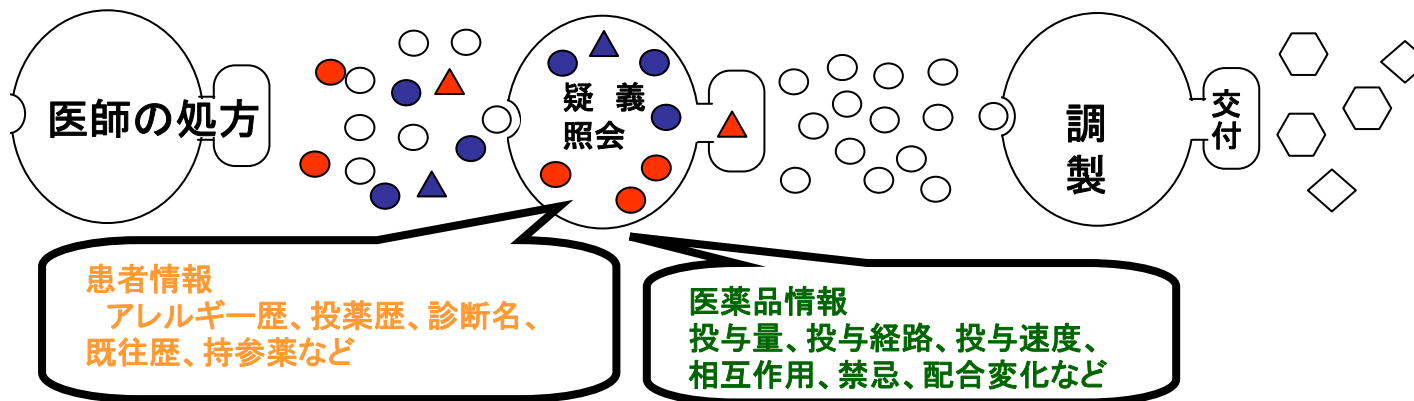 医師の処方
疑　義
照会
調
製
交
付
患者情報
　アレルギー歴、投薬歴、診断名、
既往歴、持参薬など
医薬品情報
投与量、投与経路、投与速度、
相互作用、禁忌、配合変化など